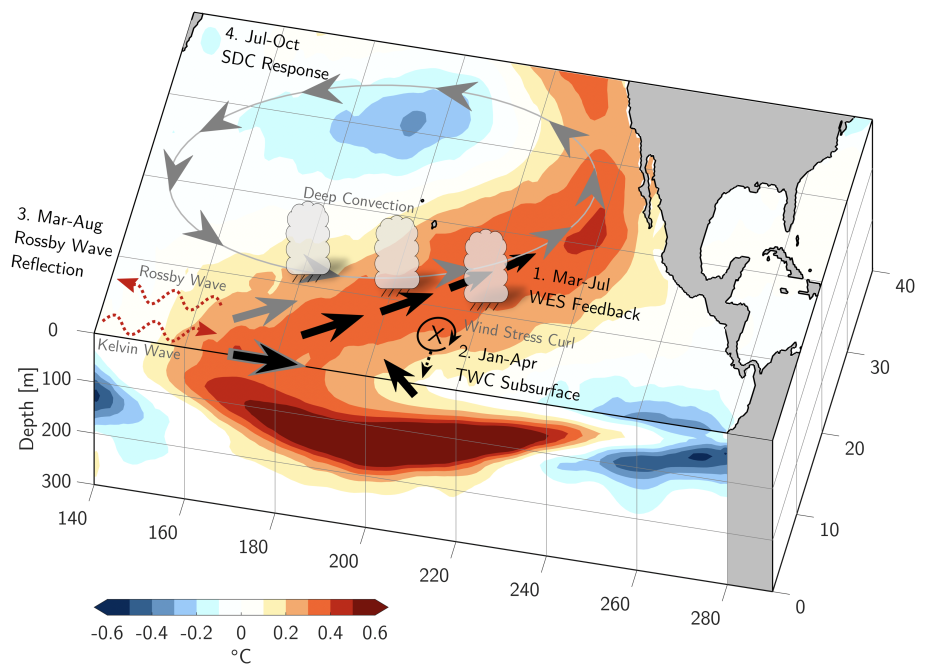 4. Jul-Oct
SDC Response
Deep Convection
3. Mar-Aug
Rossby Wave
Reflection
Rossby Wave
1. Mar-Jul
WES Feedback
Wind Stress Curl
X
2. Jan-Apr
TWC Subsurface
Kelvin Wave
Depth [m]
0
100
200
300
140
160
180
200
220
240
260
280
0
10
20
30
40
-0.6 -0.4 -0.2 0 0.2 0.4 0.6
°C